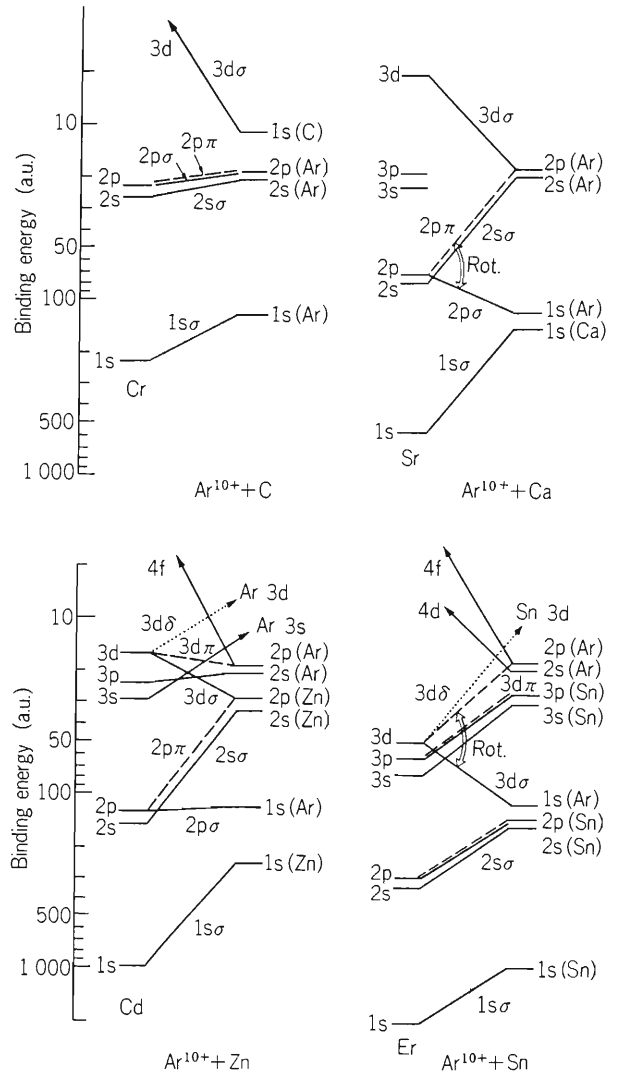 Binding energy (a.u.)
10
50
100
500
1 000
3d
3dσ
1s(C)
2pσ
2pπ
2p
2p(Ar)
2s
2s(Ar)
2sσ
1sσ
1s(Ar)
1s
Cr
Ar¹⁰⁺+C
3d
3dσ
3p
2p(Ar)
3s
2s(Ar)
2pπ
2sσ
2p
Rot.
2s
1s(Ar)
2pσ
1s(Ca)
1sσ
1s
Sr
Ar¹⁰⁺+Ca
Binding energy (a.u.)
10
50
100
500
1 000
4f
Ar 3d
3dδ
Ar 3s
3d
3dπ
2p(Ar)
3p
2s(Ar)
3s
3dσ
2p(Zn)
2s(Zn)
2pπ
2sσ
2p
1s(Ar)
2s
2pσ
1s(Zn)
1sσ
1s
Cd
Ar¹⁰⁺+Zn
4f
4d
Sn 3d
2p(Ar)
2s(Ar)
3dδ
3dπ
3p(Sn)
3s(Sn)
3d
Rot.
3p
3s
3dσ
1s(Ar)
2p(Sn)
2s(Sn)
2p
2sσ
2s
1s(Sn)
1s
1sσ
Er
Ar¹⁰⁺+Sn